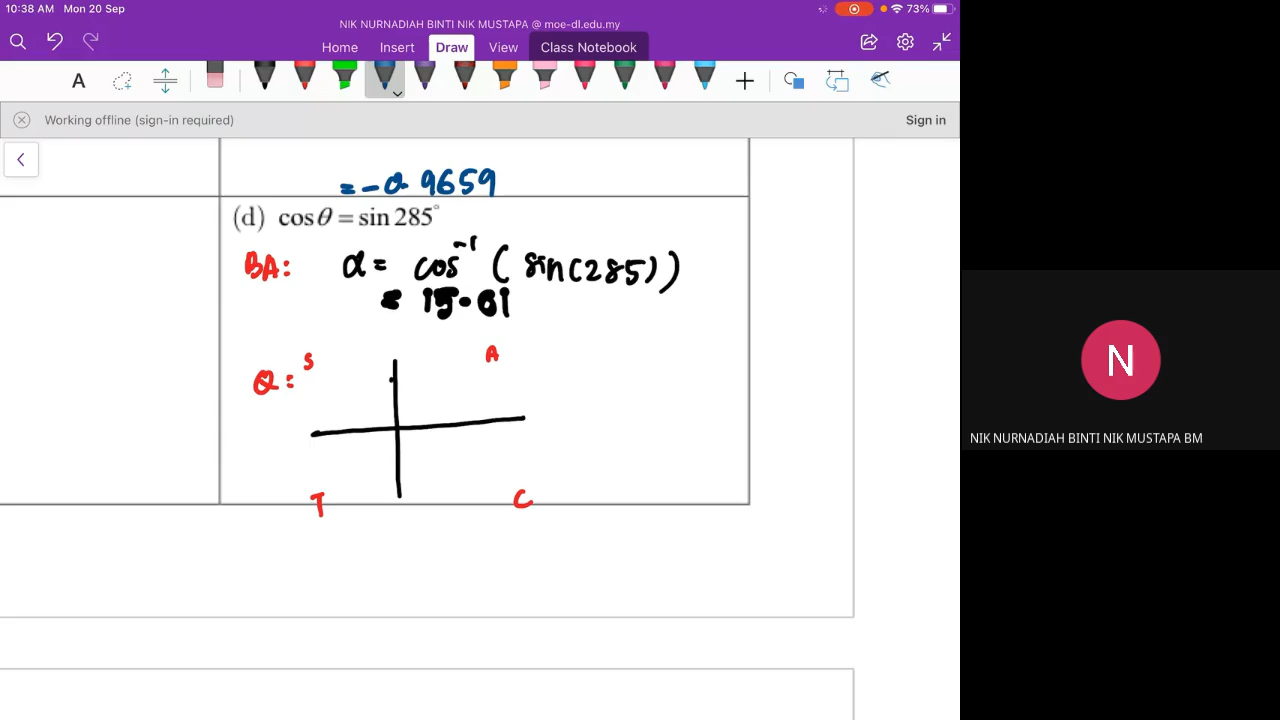 10:38 AM Mon 20 Sep
73%
NIK NURNADIAH BINTI NIK MUSTAPA @ moe-dl.edu.my
Home Insert Draw View Class Notebook
A
Working offline (sign-in required) Sign in
= -0.9659
(d) cosθ = sin 285°
BA: α = cos⁻¹ ( sin(285))
= 15.01
S A
Q =
T C
N
NIK NURNADIAH BINTI NIK MUSTAPA BM